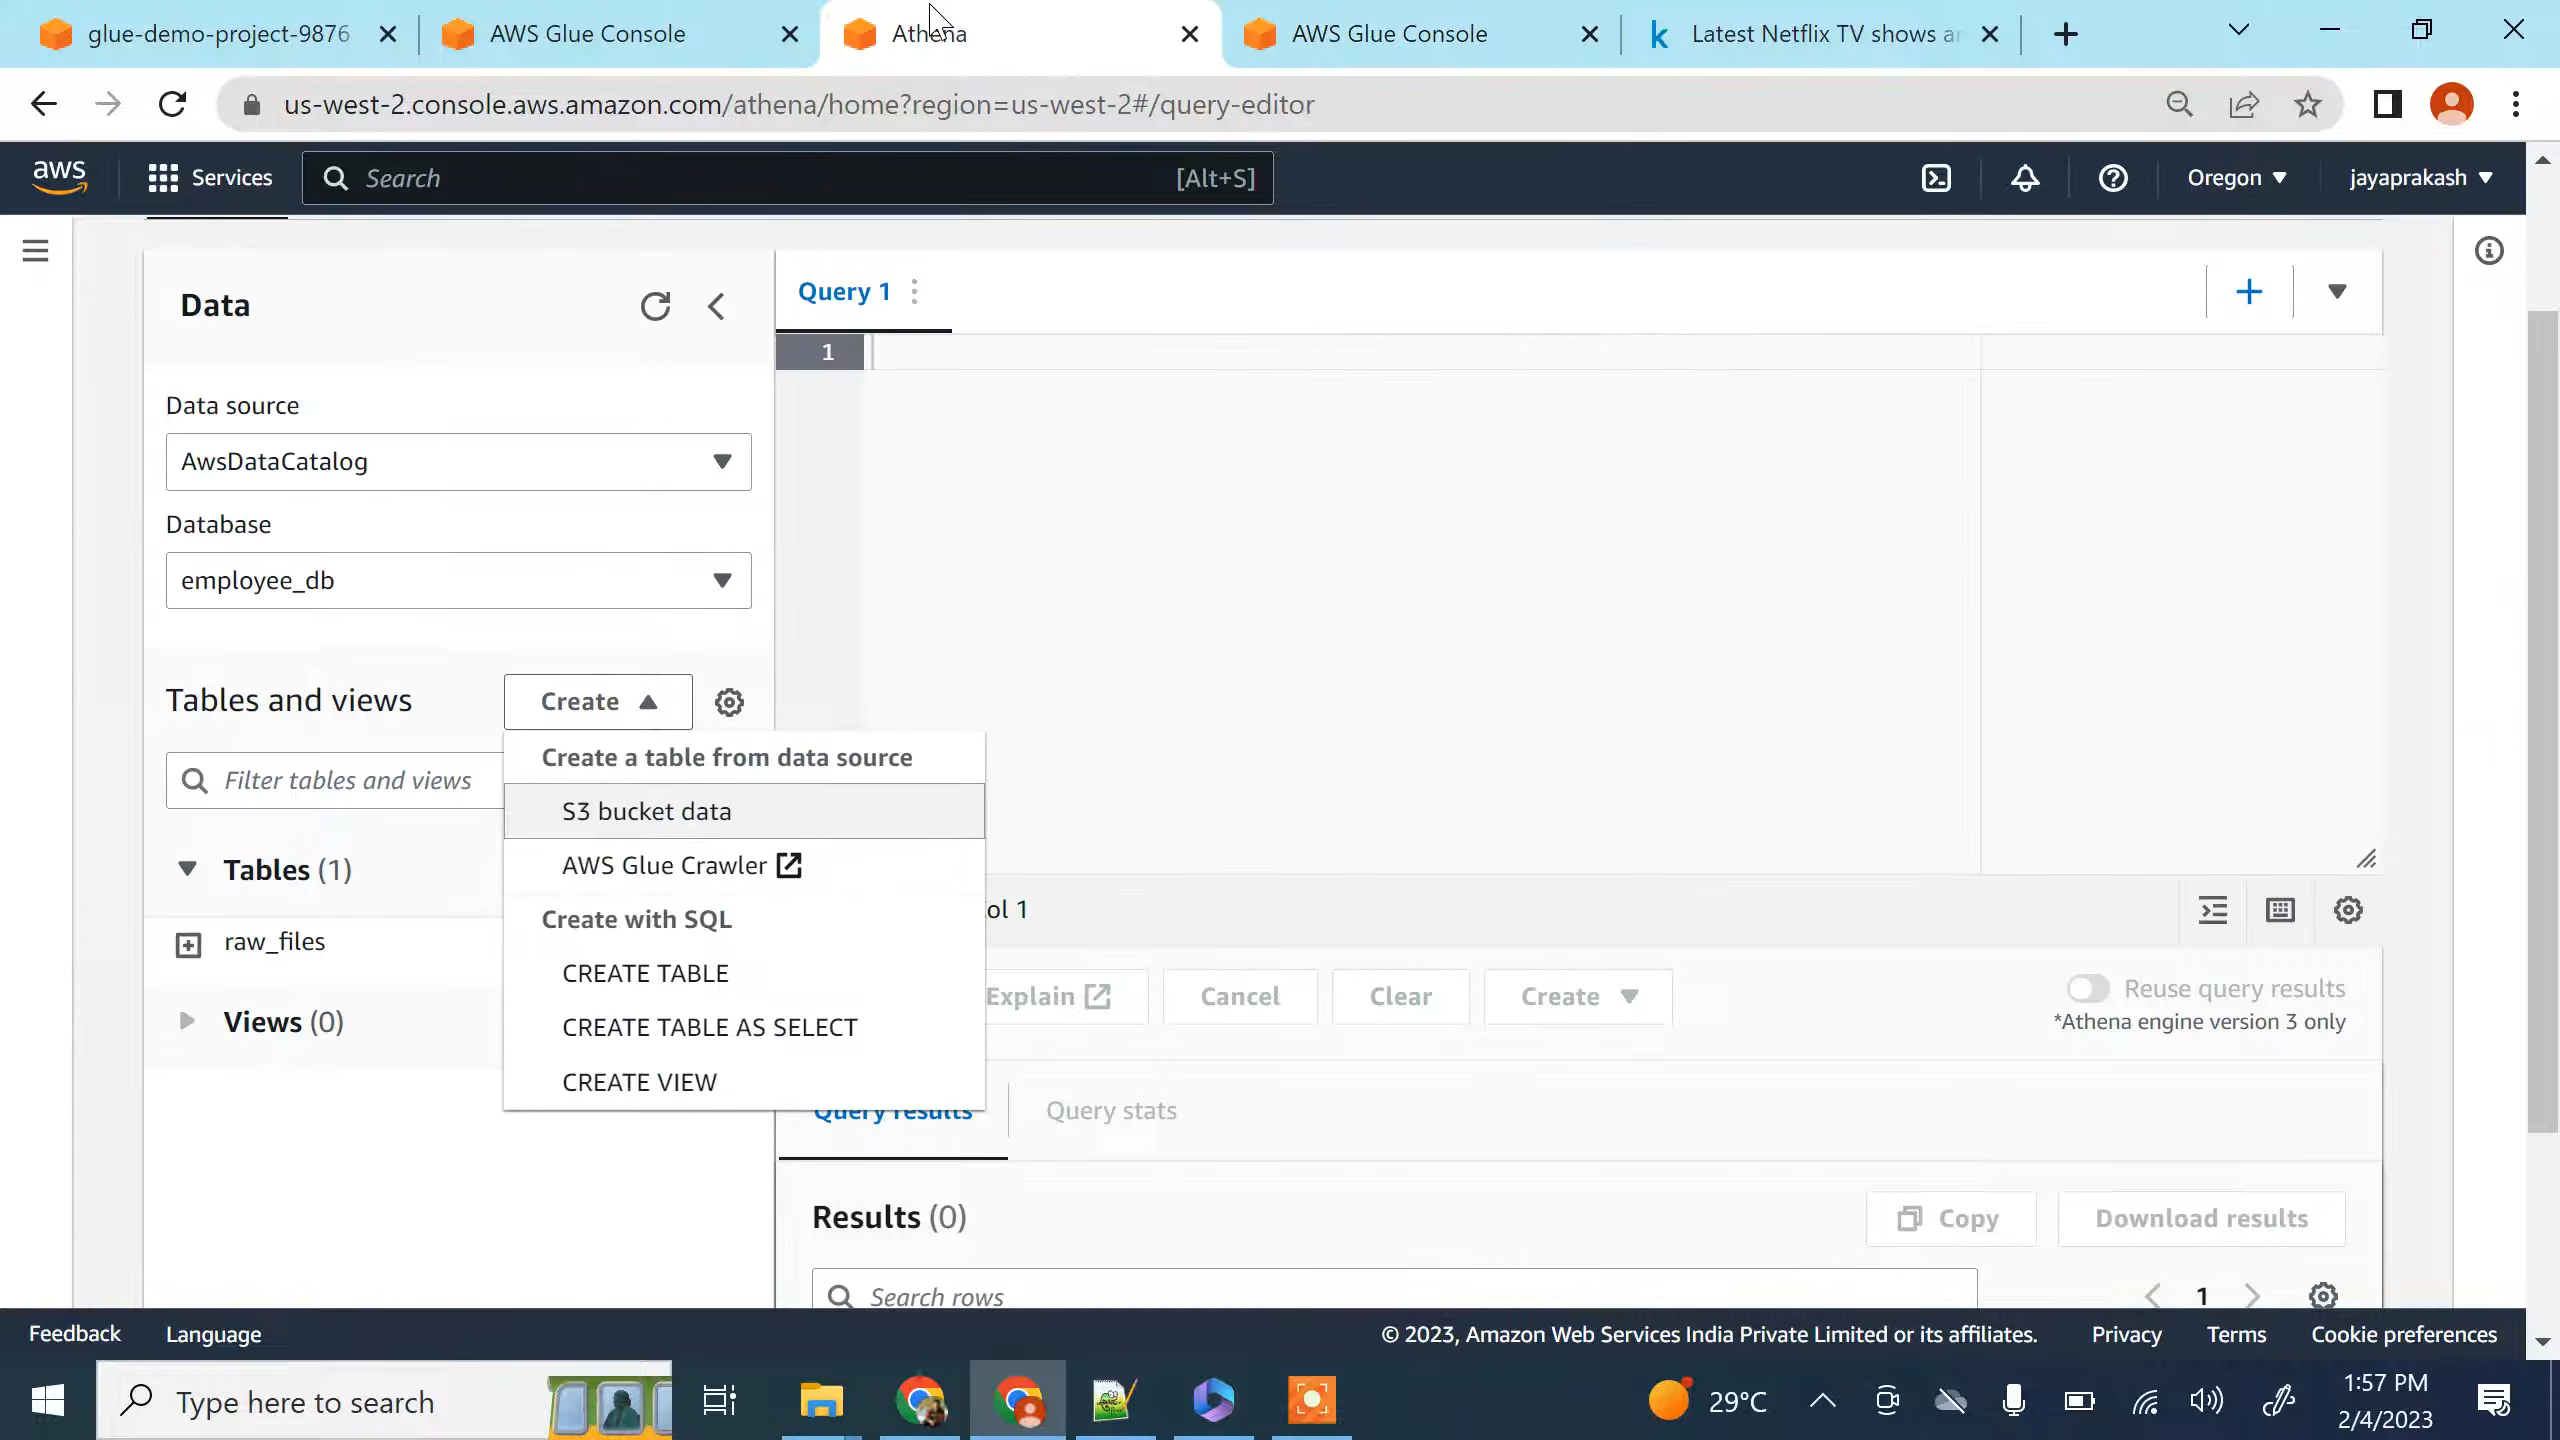 glue-demo-project-9876
AWS Glue Console
Athena
AWS Glue Console
Latest Netflix TV shows
us-west-2.console.aws.amazon.com/athena/home?region=us-west-2#/query-editor
aws
Services
Search
[Alt+S]
Oregon
jayaprakash
Data
Query 1
1
Data source
AwsDataCatalog
Database
employee_db
Tables and views
Create
Create a table from data source
Filter tables and views
S3 bucket data
Tables (1)
AWS Glue Crawler
Create with SQL
ol 1
raw_files
CREATE TABLE
Explain
Cancel
Clear
Create
Reuse query results
*Athena engine version 3 only
Views (0)
CREATE TABLE AS SELECT
CREATE VIEW
Query results
Query stats
Results (0)
Copy
Download results
Search rows
1
Feedback
Language
© 2023, Amazon Web Services India Private Limited or its affiliates.
Privacy
Terms
Cookie preferences
Type here to search
29°C
1:57 PM
2/4/2023